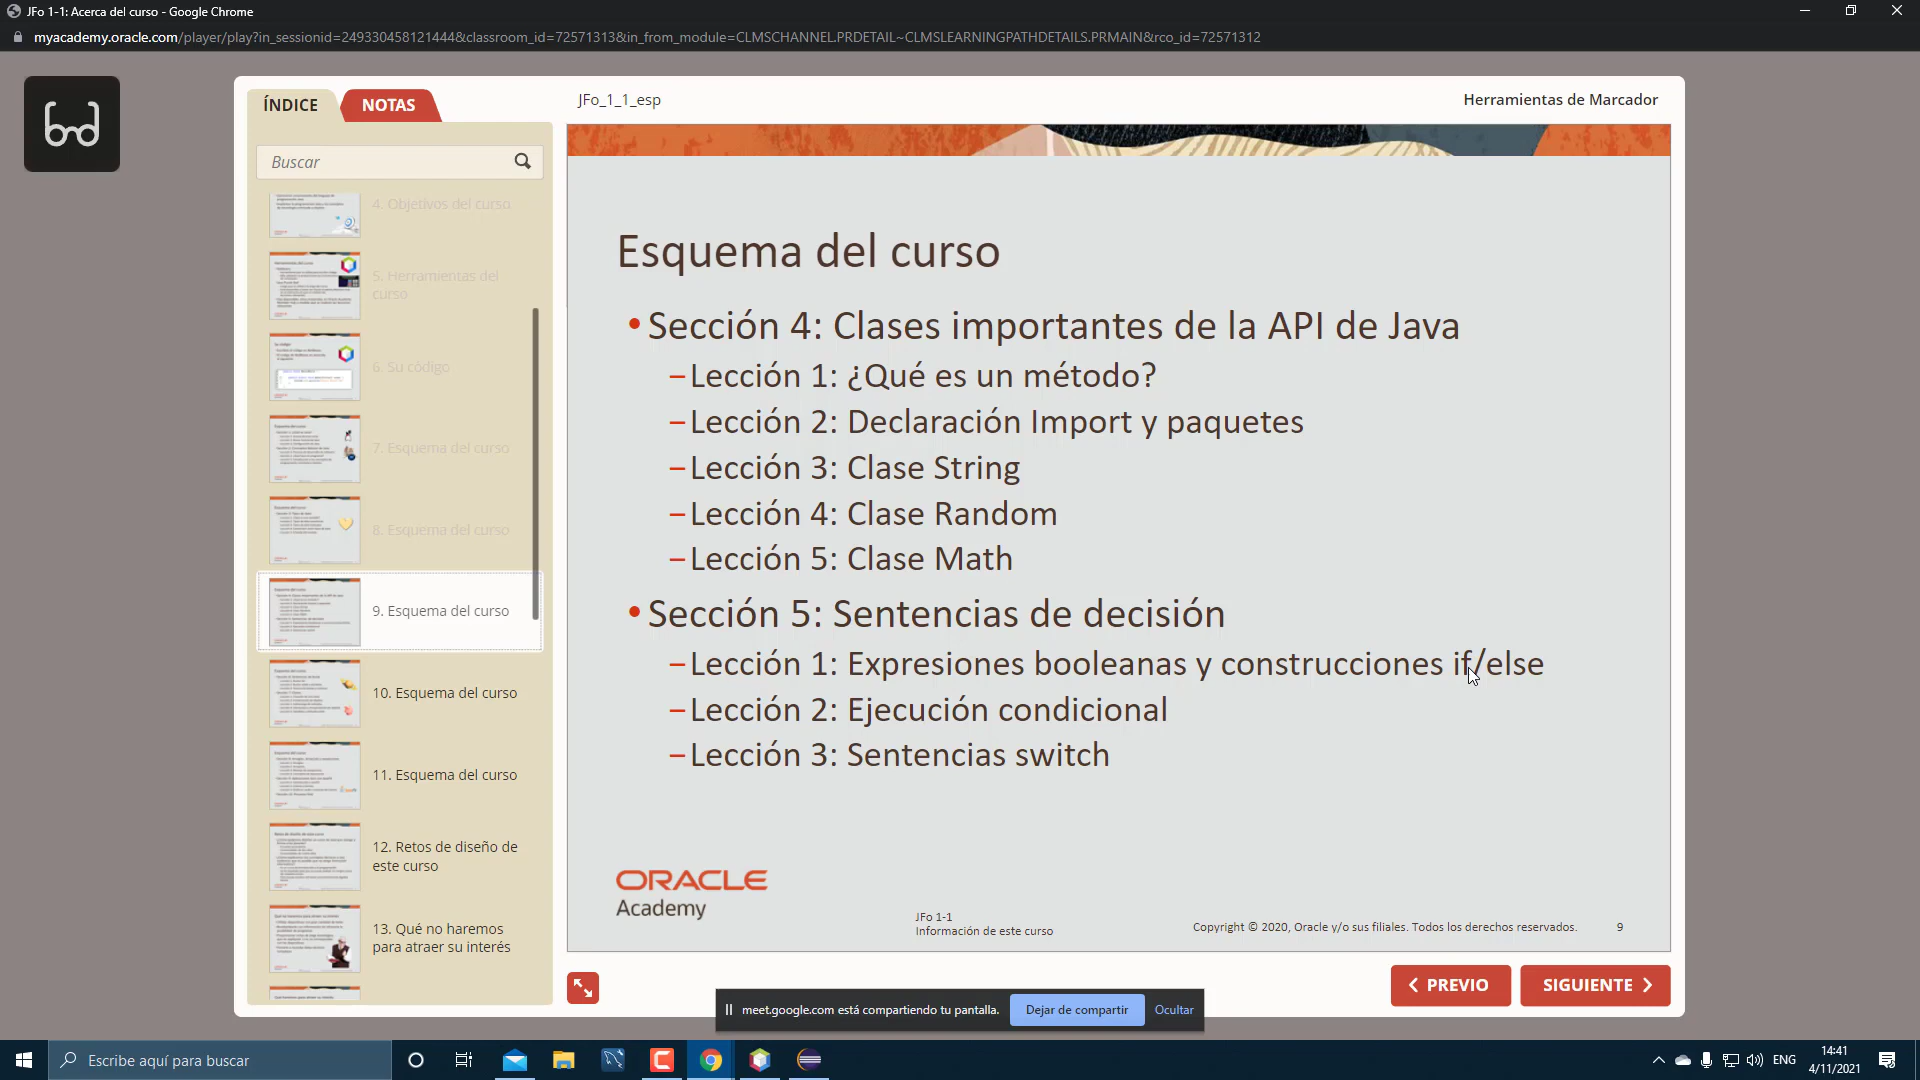 JFo 1-1: Acerca del curso - Google Chrome
myacademy.oracle.com/player/play?in_sessionid=249330458121444&classroom_id=72571313&in_from_module=CLMSCHANNEL.PRDETAIL~CLMSLEARNINGPATHDETAILS.PRMAIN&rco_id=72571312
ÍNDICE
NOTAS
JFo_1_1_esp
Herramientas de Marcador
Buscar
4. Objetivos del curso
5. Herramientas del
curso
6. Su código
7. Esquema del curso
8. Esquema del curso
9. Esquema del curso
10. Esquema del curso
11. Esquema del curso
12. Retos de diseño de
este curso
13. Qué no haremos
para atraer su interés
Esquema del curso
•Sección 4: Clases importantes de la API de Java
–Lección 1: ¿Qué es un método?
–Lección 2: Declaración Import y paquetes
–Lección 3: Clase String
–Lección 4: Clase Random
–Lección 5: Clase Math
•Sección 5: Sentencias de decisión
–Lección 1: Expresiones booleanas y construcciones if/else
–Lección 2: Ejecución condicional
–Lección 3: Sentencias switch
ORACLE
Academy
JFo 1-1
Información de este curso
Copyright © 2020, Oracle y/o sus filiales. Todos los derechos reservados.
9
PREVIO
SIGUIENTE
meet.google.com está compartiendo tu pantalla.
Dejar de compartir
Ocultar
Escribe aquí para buscar
ENG
14:41
4/11/2021